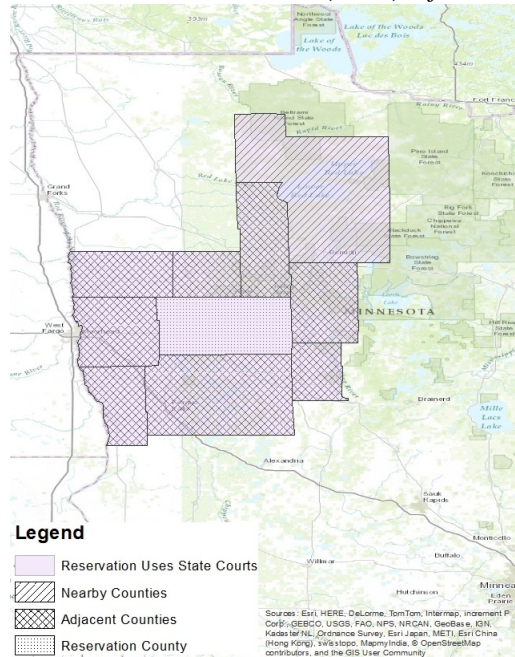 Northwest
Angle State
Forest
Lake of the Woods
Lac des Bois
Lake of
the Woods
Fort Franc
Rainy River
Rapid River
Pine Island
State
Forest
Red Lake
Grand
Forks
Big Fork
State Forest
Chippewa
National
Forest
Bowstring
State
Forest
MINNESOTA
West
Fargo
Brainerd
Mille
Lacs
Lake
Alexandria
Sauk
Rapids
Monticello
Buffalo
Willmar
Hutchinson
Minnea
Eden
Prairie
Legend
Reservation Uses State Courts
Nearby Counties
Adjacent Counties
Reservation County
Sources: Esri, HERE, DeLorme, TomTom, Intermap, increment P
Corp., GEBCO, USGS, FAO, NPS, NRCAN, GeoBase, IGN,
Kadaster NL, Ordnance Survey, Esri Japan, METI, Esri China
(Hong Kong), swisstopo, MapmyIndia, © OpenStreetMap
contributors, and the GIS User Community